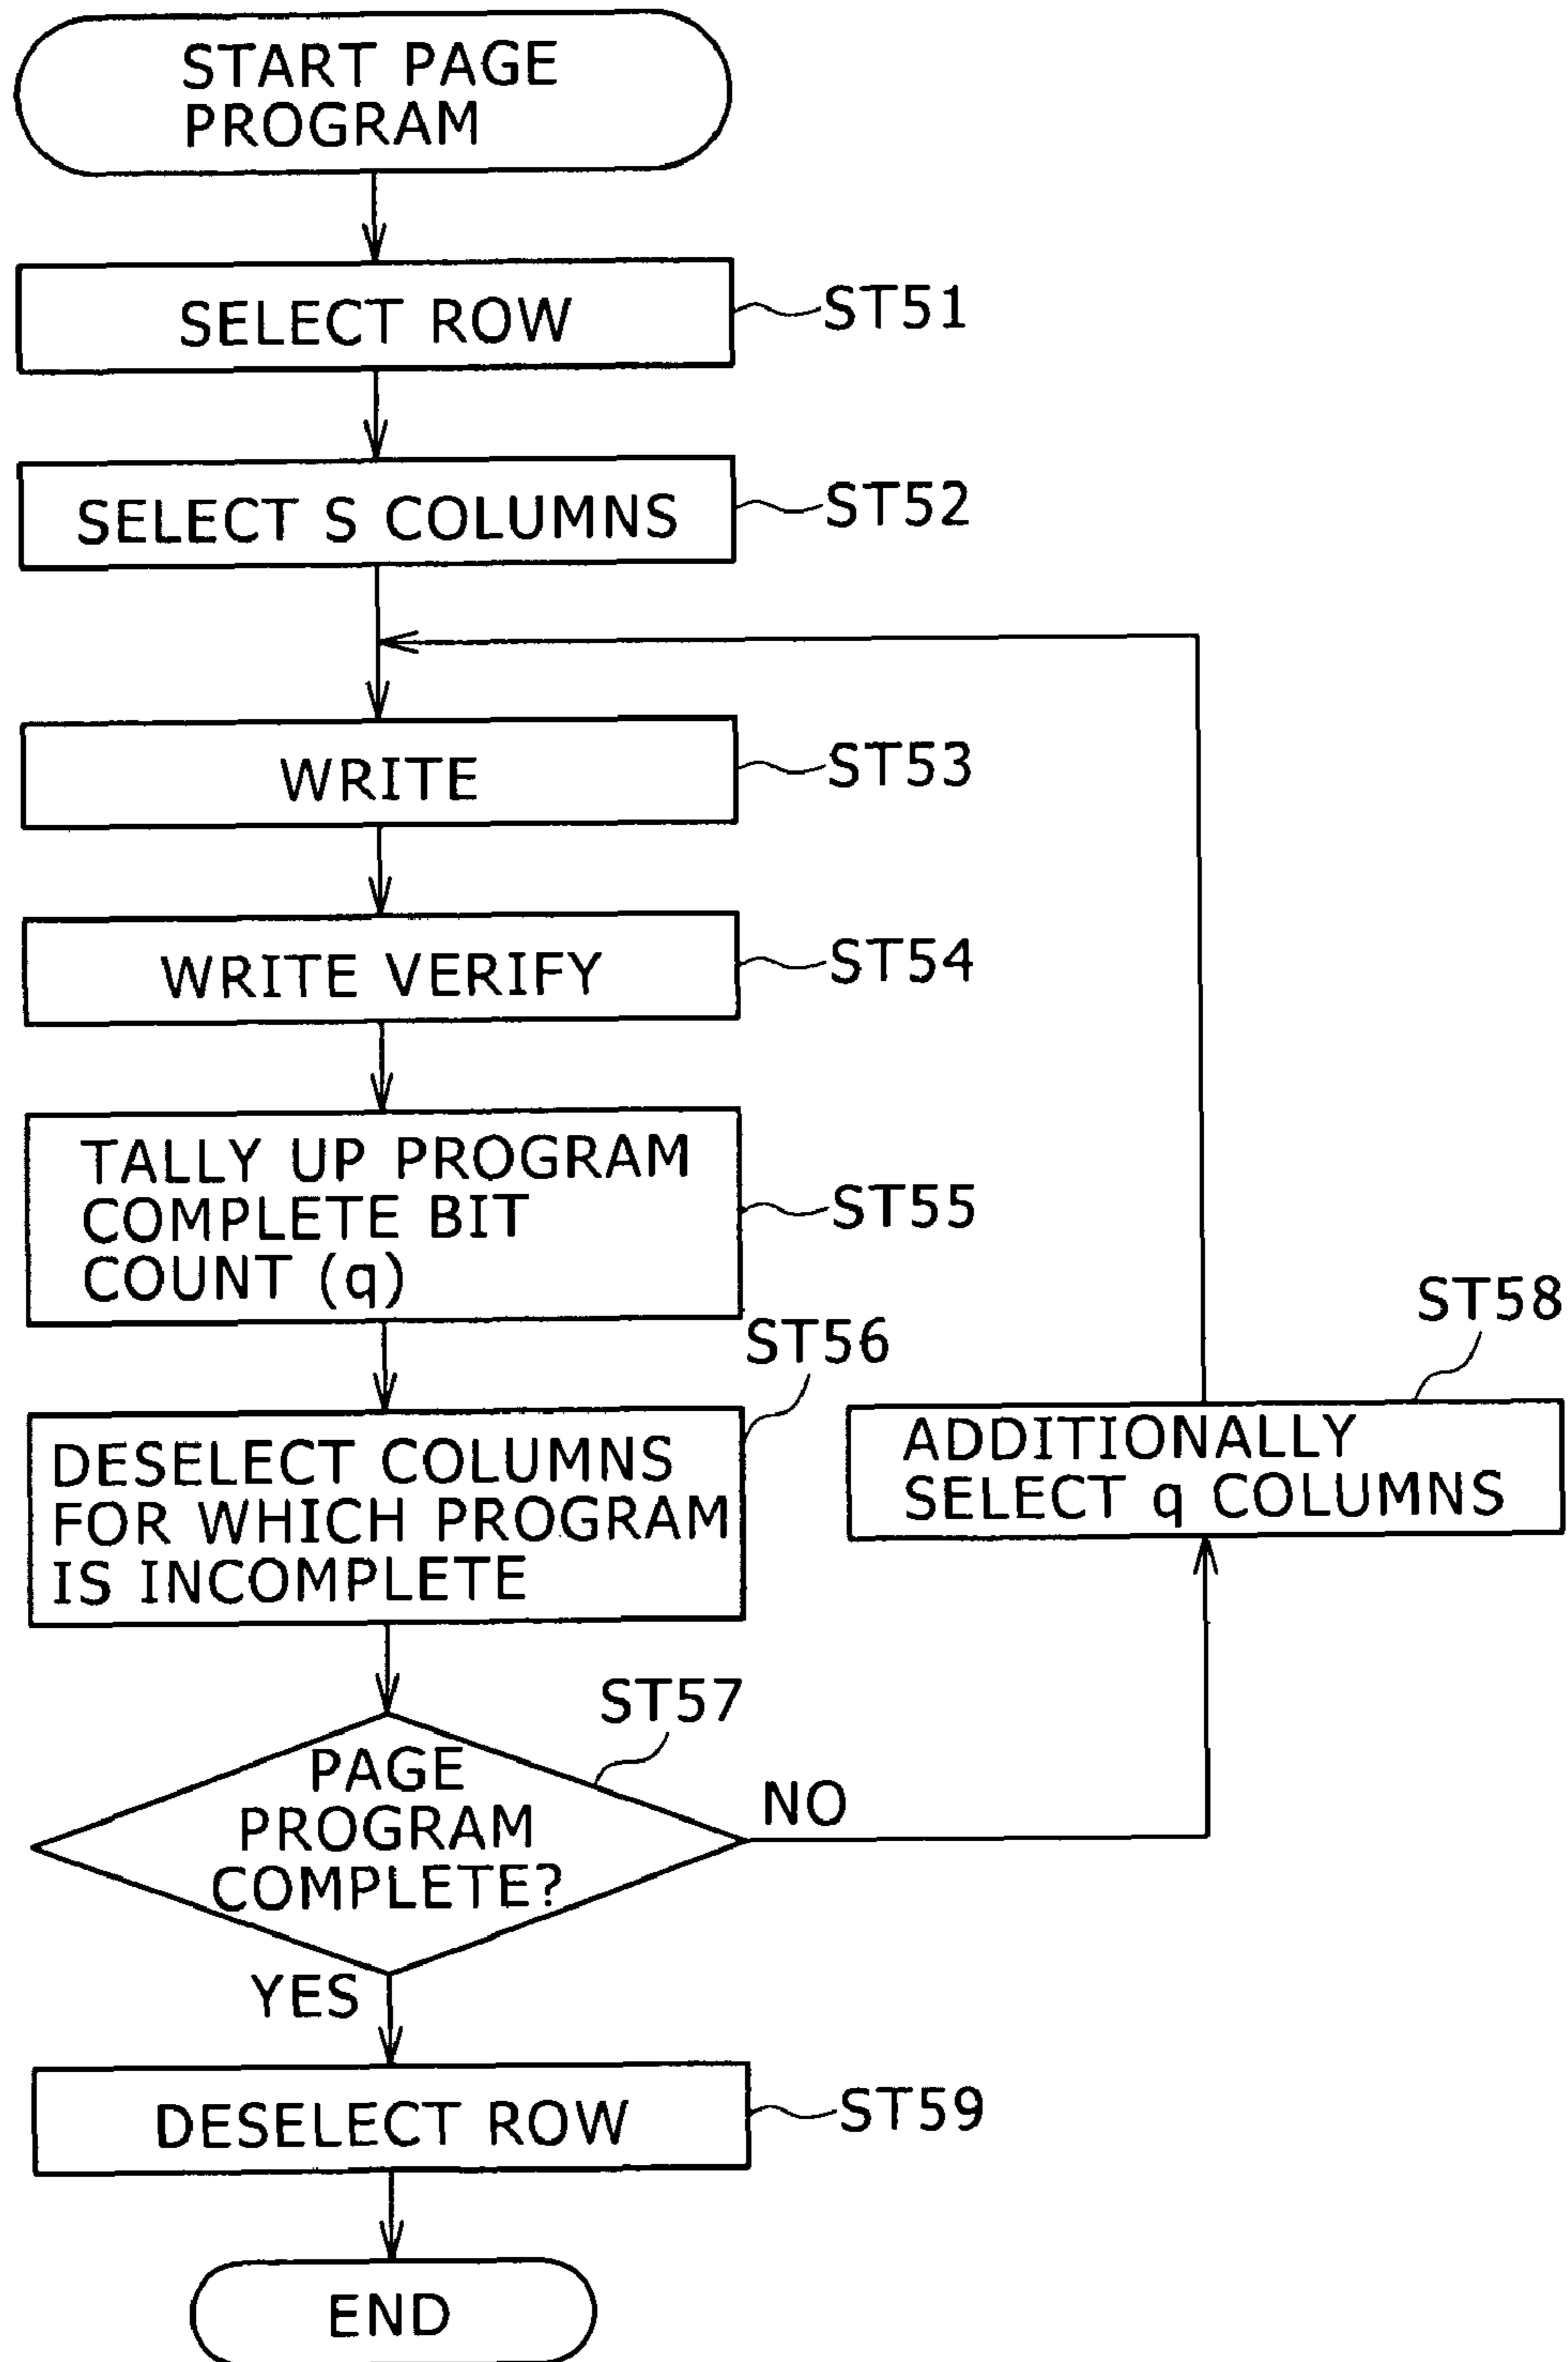 START PAGE
PROGRAM
SELECT ROW
ST51
SELECT S COLUMNS
ST52
WRITE
ST53
WRITE VERIFY
ST54
TALLY UP PROGRAM
COMPLETE BIT
COUNT (q)
ST55
ST56
DESELECT COLUMNS
FOR WHICH PROGRAM
IS INCOMPLETE
ST58
ADDITIONALLY
SELECT q COLUMNS
ST57
PAGE
PROGRAM
COMPLETE?
NO
YES
DESELECT ROW
ST59
END